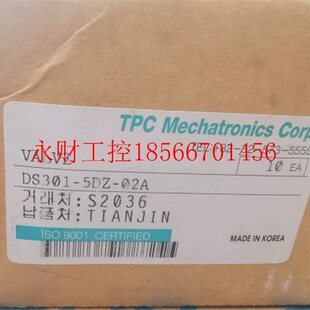 TPC Mechatronics Corp
VALVE
10 EA
永财工控18566701456
DS301-5DZ-02A
거래처:S2036
납품처:TIANJIN
MADE IN KOREA
ISO 9001 CERTIFIED